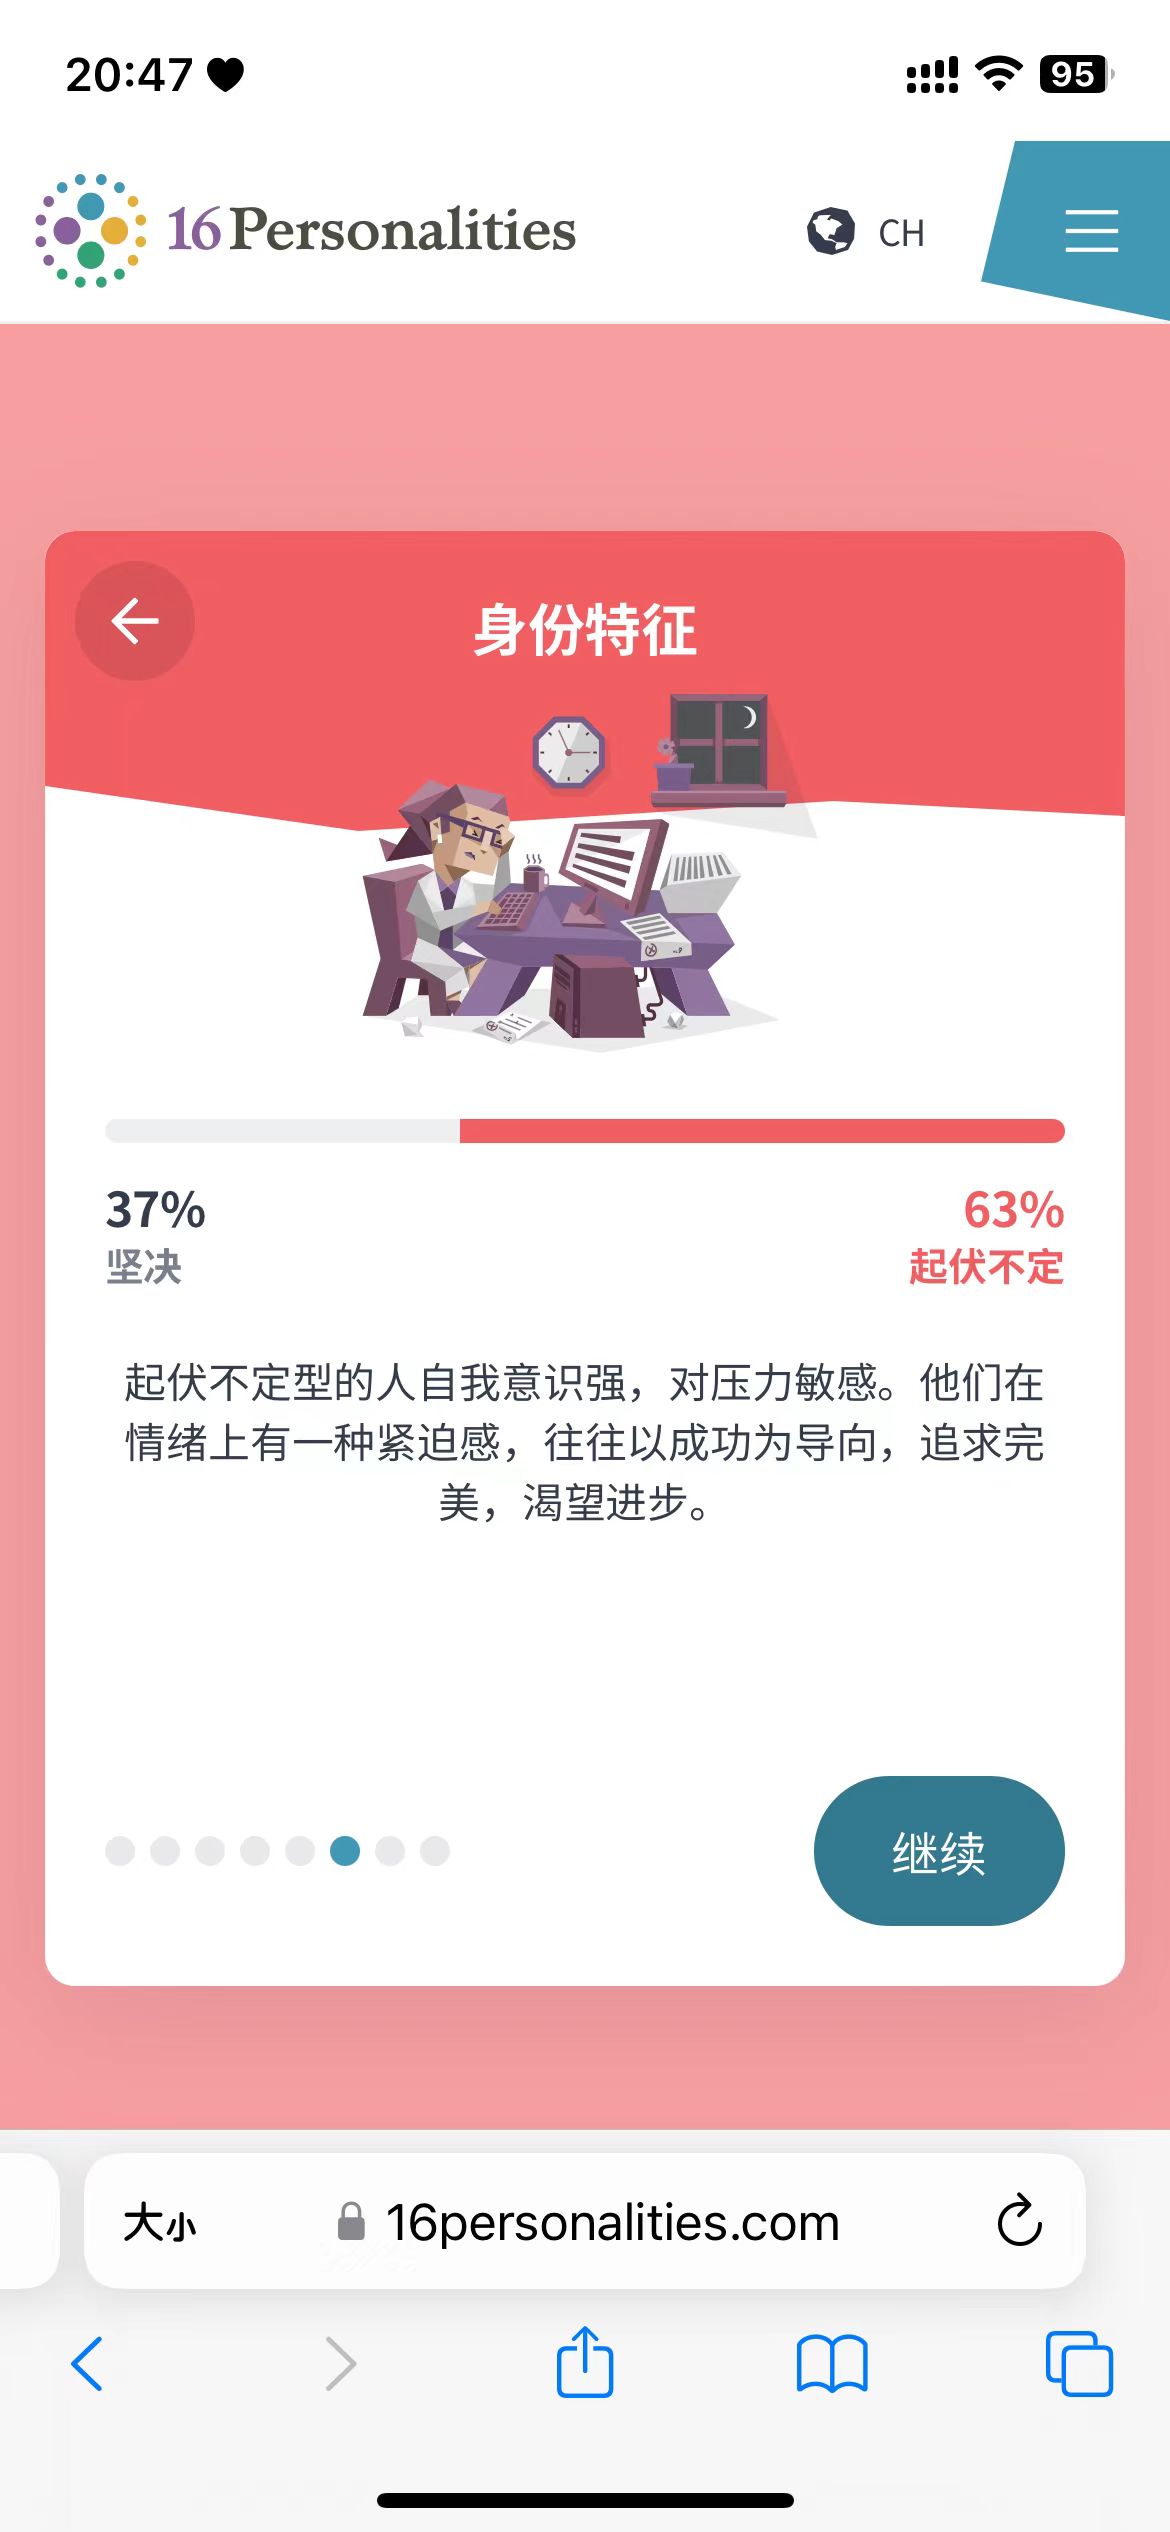 20:47
95
16Personalities
CH
身份特征
37%
63%
坚决
起伏不定
起伏不定型的人自我意识强，对压力敏感。他们在
情绪上有一种紧迫感，往往以成功为导向，追求完
美，渴望进步。
继续
大小
16personalities.com